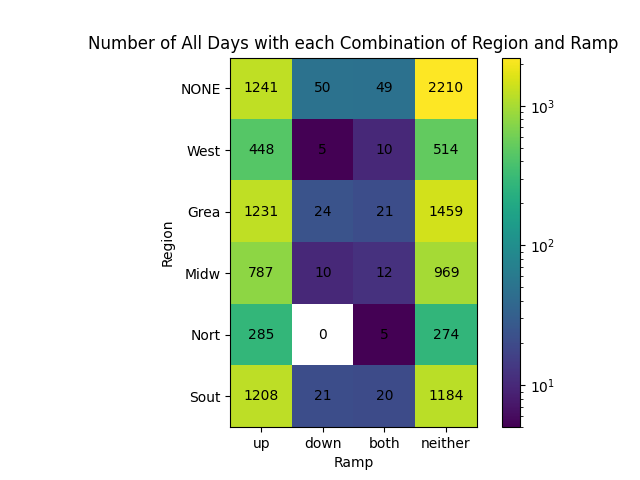 Number of All Days with each Combination of Region and Ramp
NONE 1241 50 49 2210
West 448 5 10 514
Grea 1231 24 21 1459
Midw 787 10 12 969
Nort 285 0 5 274
Sout 1208 21 20 1184
up down both neither
Ramp
Region
10³
10²
10¹